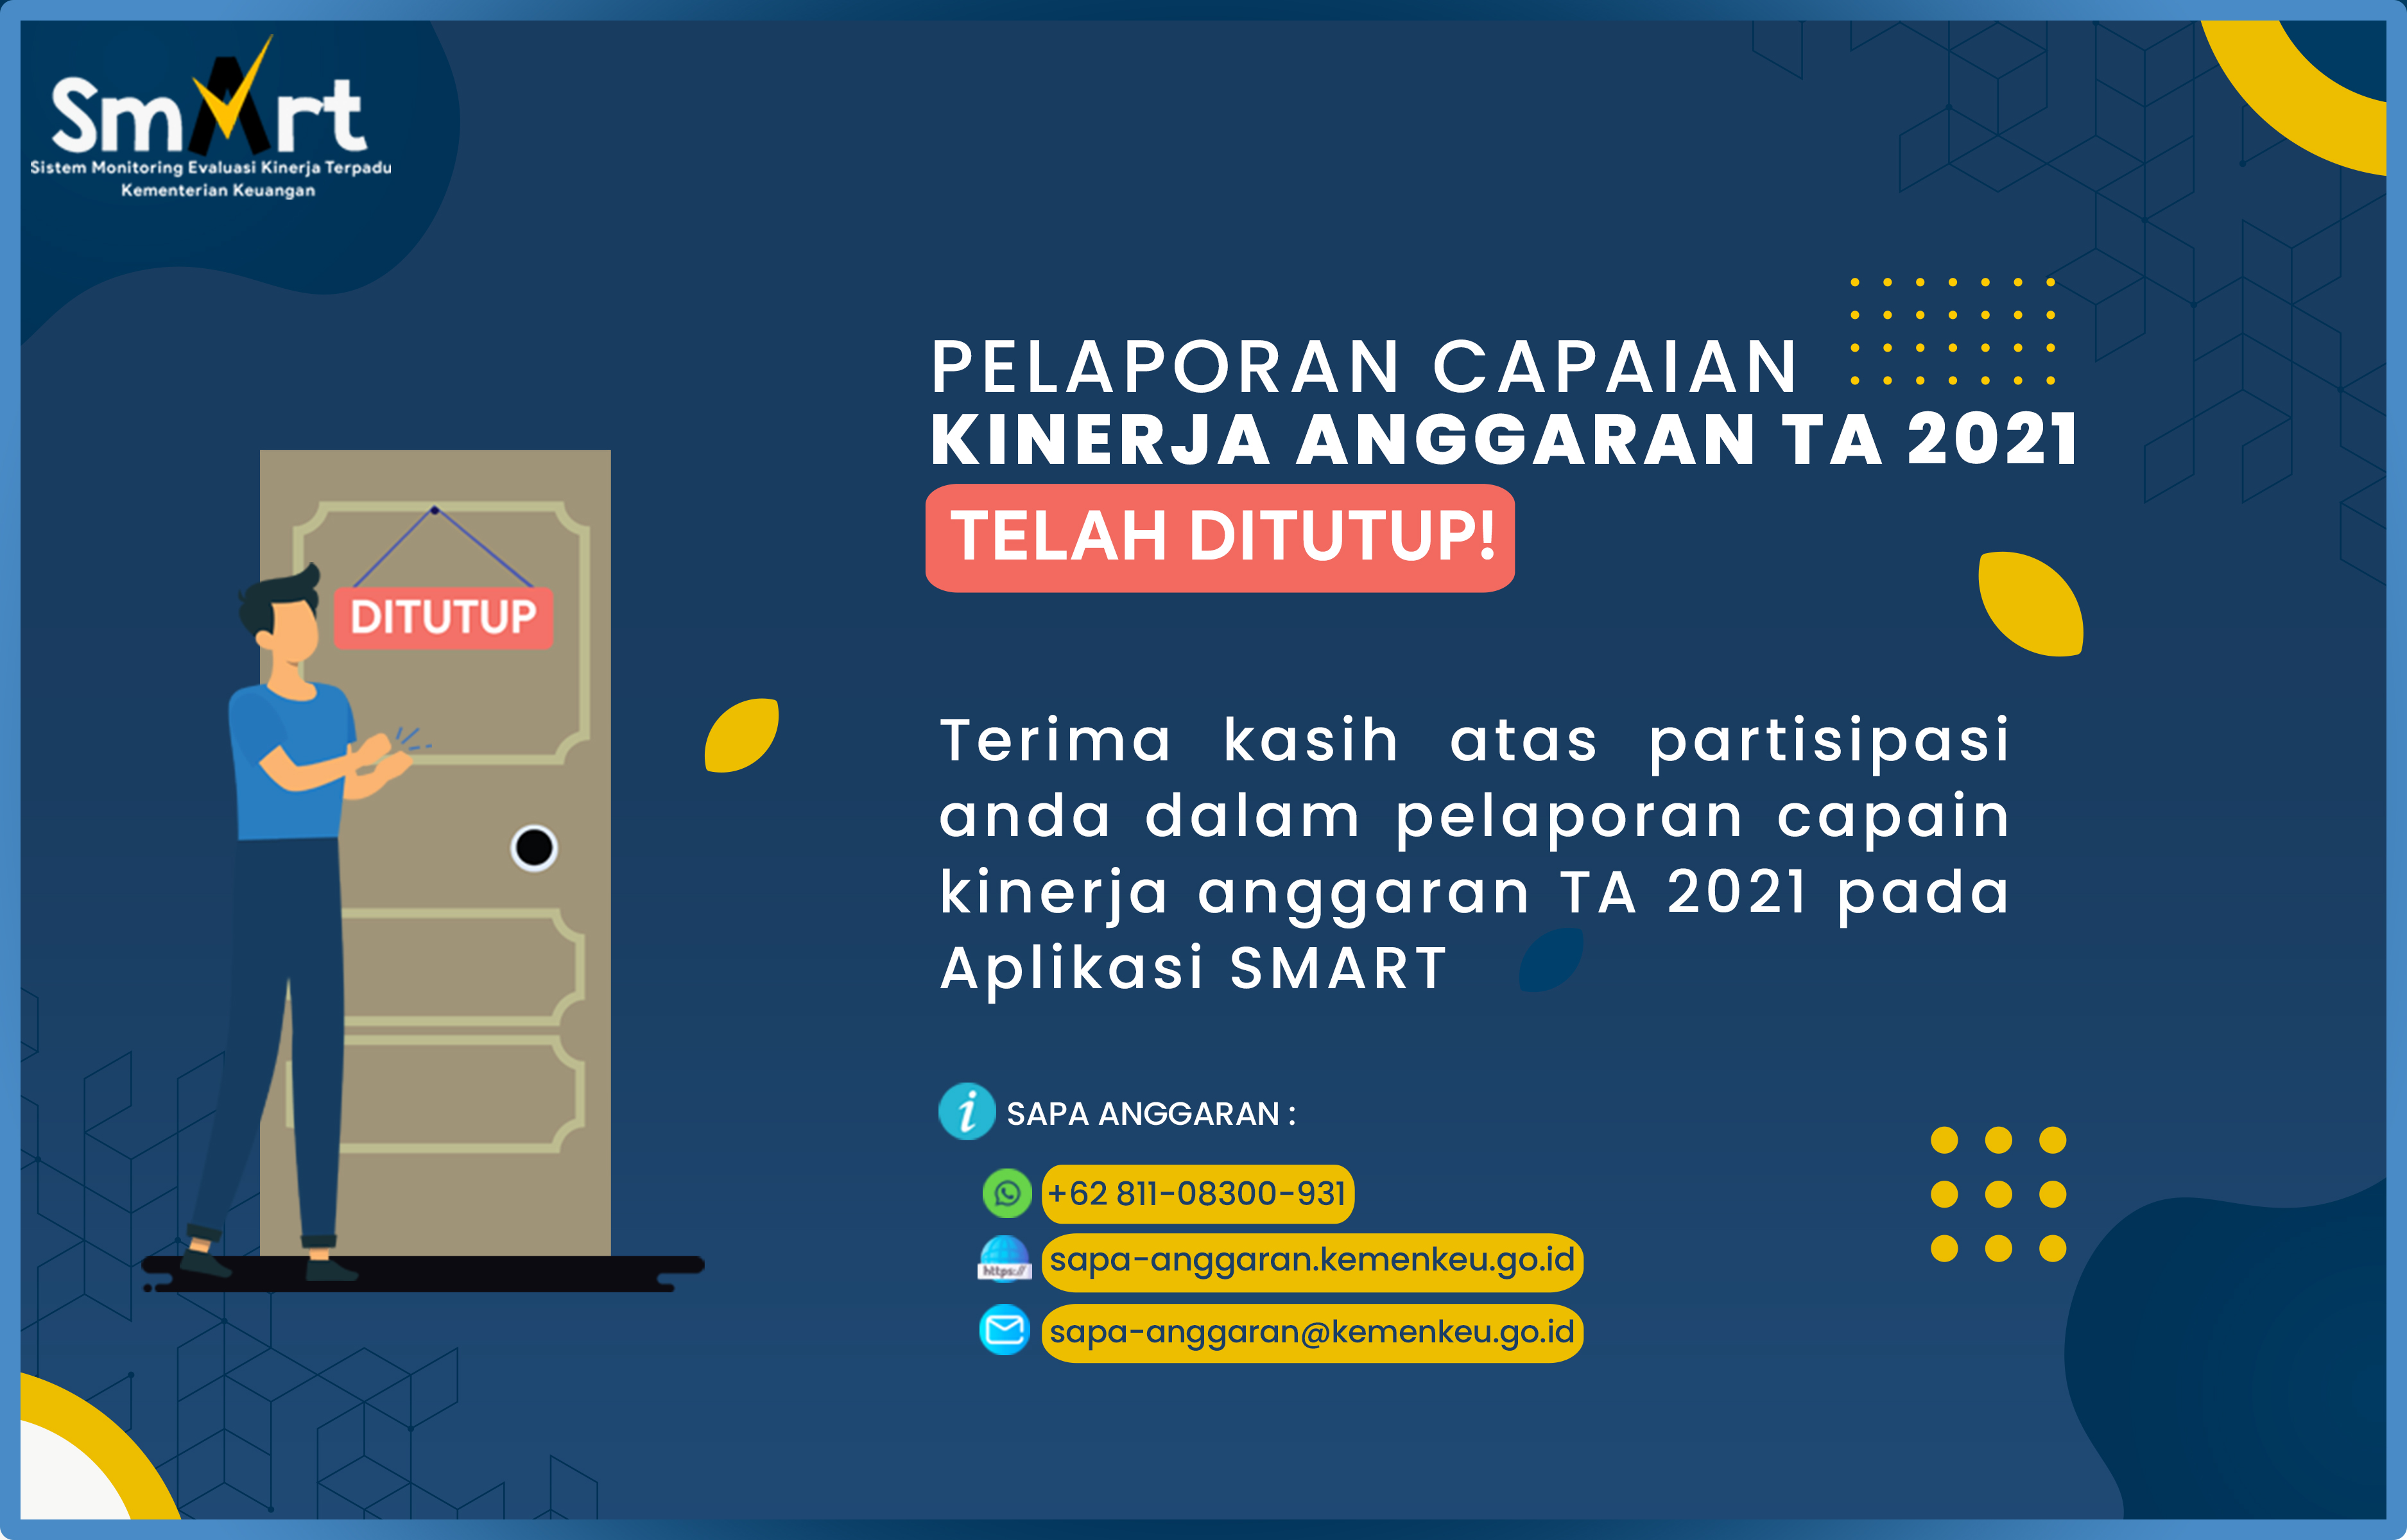 SmArt
Sistem Monitoring Evaluasi Kinerja Terpadu
Kementerian Keuangan
PELAPORAN CAPAIAN
KINERJA ANGGARAN TA 2021
TELAH DITUTUP!
DITUTUP
Terima kasih atas partisipasi
anda dalam pelaporan capain
kinerja anggaran TA 2021 pada
Aplikasi SMART
i SAPA ANGGARAN :
+62 811-08300-931
https:// sapa-anggaran.kemenkeu.go.id
sapa-anggaran@kemenkeu.go.id